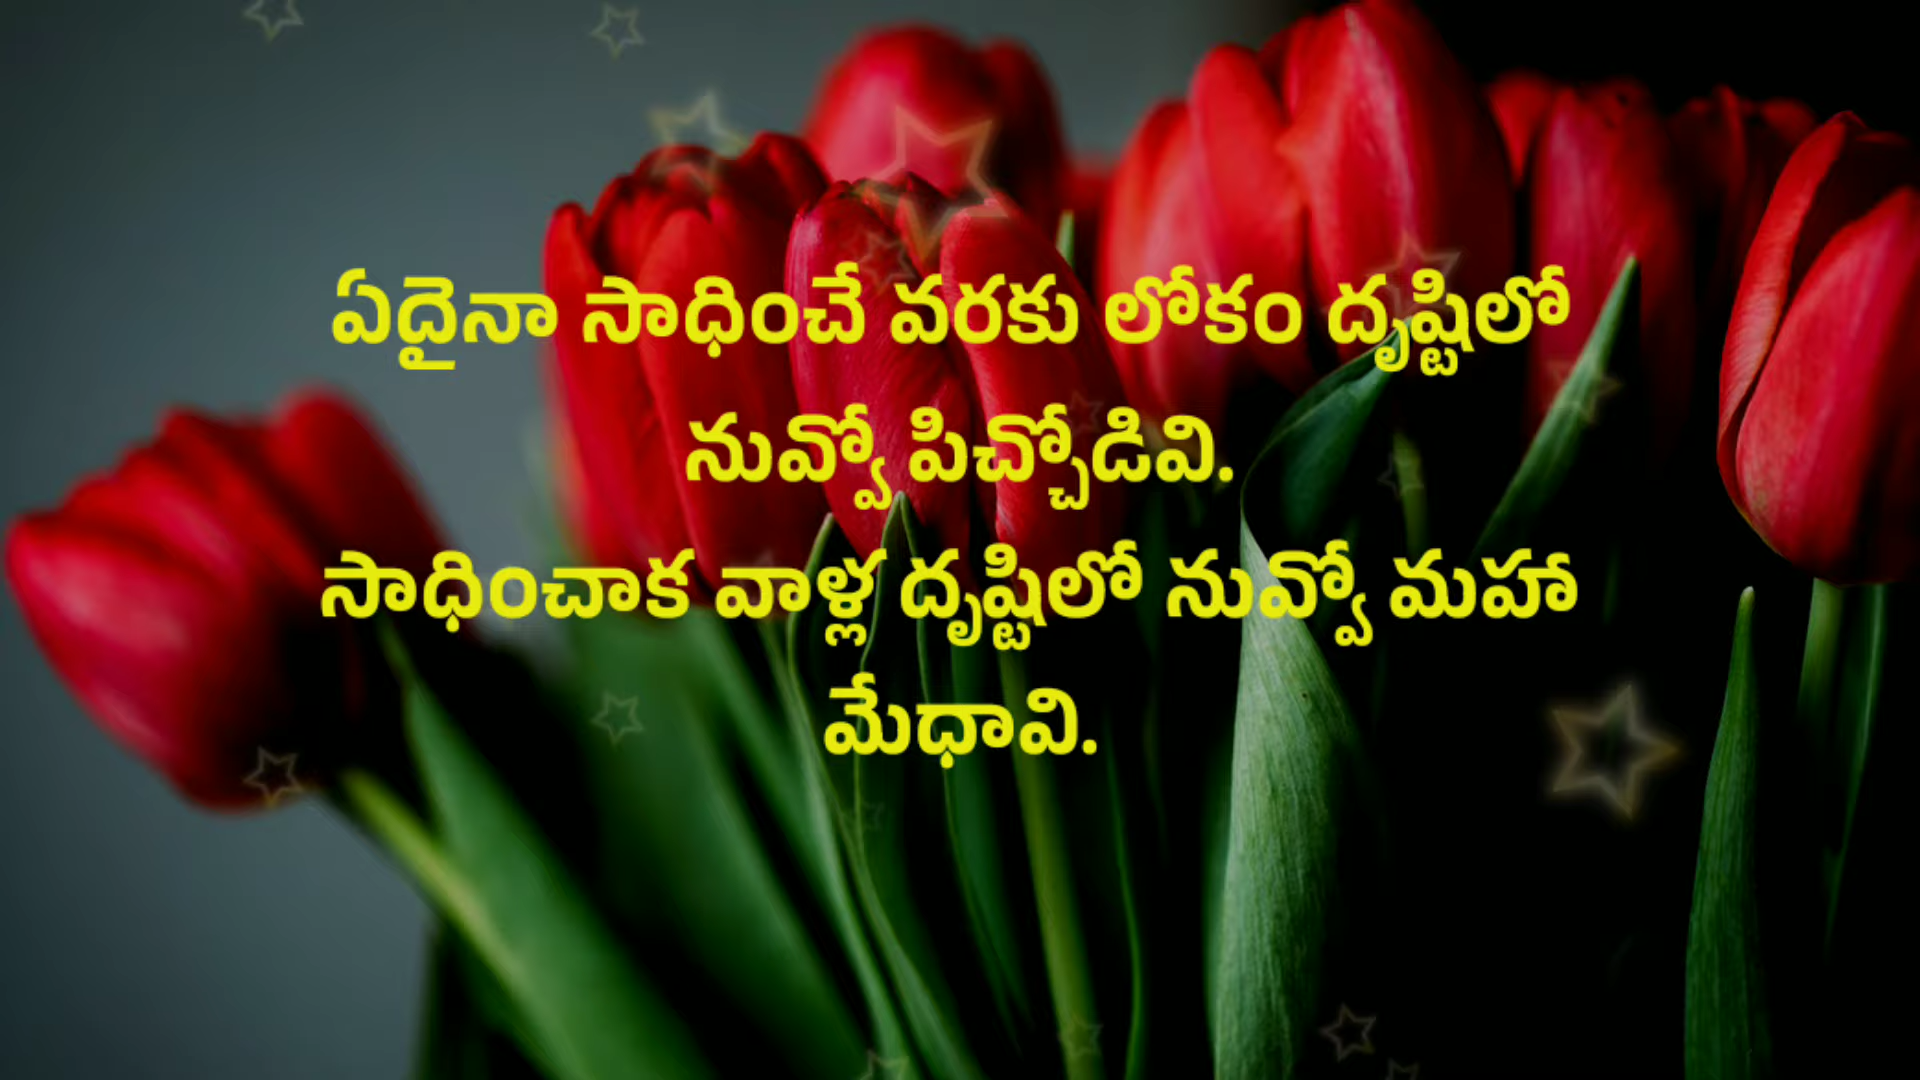 ఏదైనా సాధించే వరకు లోకం దృష్టిలో
నువ్వో పిచ్చోడివి.
సాధించాక వాళ్ల దృష్టిలో నువ్వో మహా
మేధావి.